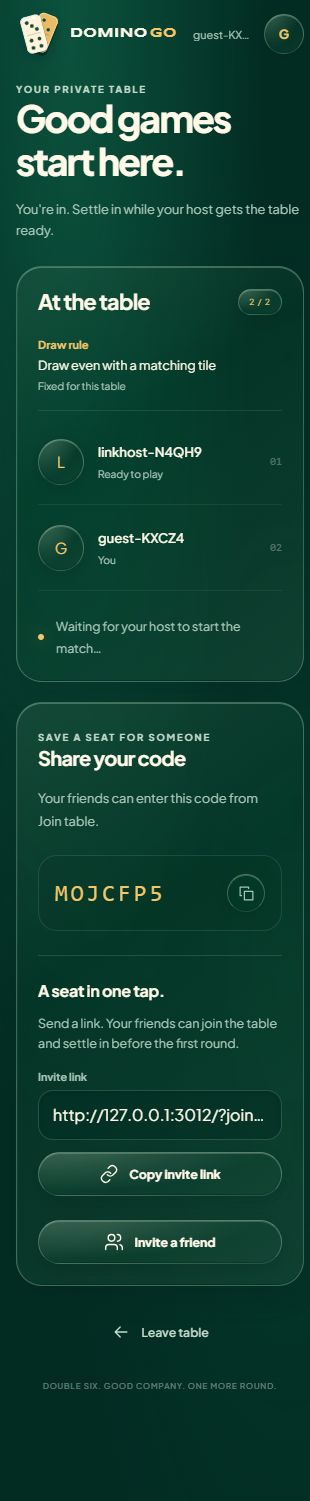 DOMINO GO guest-KX... G
YOUR PRIVATE TABLE
Good games
start here.
You're in. Settle in while your host gets the table
ready.
At the table 2 / 2
Draw rule
Draw even with a matching tile
Fixed for this table
L linkhost-N4QH9 01
Ready to play
G guest-KXCZ4 02
You
Waiting for your host to start the
match...
SAVE A SEAT FOR SOMEONE
Share your code
Your friends can enter this code from
Join table.
MOJCFP5
A seat in one tap.
Send a link. Your friends can join the table
and settle in before the first round.
Invite link
http://127.0.0.1:3012/?join...
Copy invite link
Invite a friend
Leave table
DOUBLE SIX. GOOD COMPANY. ONE MORE ROUND.